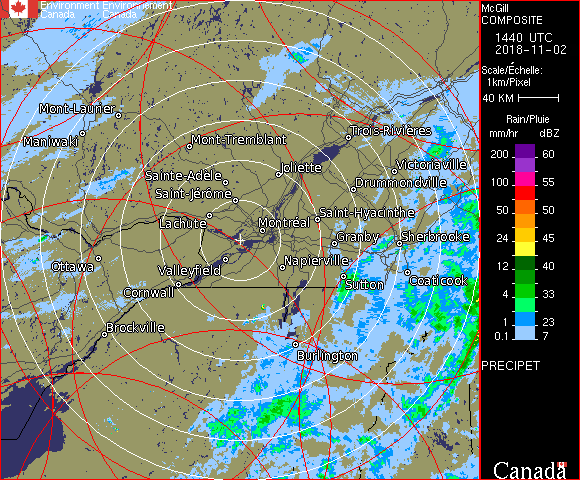 Environment Environnement
Canada Canada
McGill
COMPOSITE
1440 UTC
2018-11-02
Scale/Échelle:
1km/Pixel
40 KM
Rain/Pluie
mm/hr dBZ
200 60
150 57
100 55
50 50
24 45
12 40
4 33
1 23
0.1 7
PRECIPET
Canada
Mont-Laurier
Maniwaki
Mont-Tremblant
Trois-Rivières
Sainte-Adèle
Joliette
Victoriaville
Saint-Jérôme
Drummondville
Lachute
Montréal
Saint-Hyacinthe
Granby
Sherbrooke
Ottawa
Valleyfield
Napierville
Sutton
Coaticook
Cornwall
Brockville
Burlington